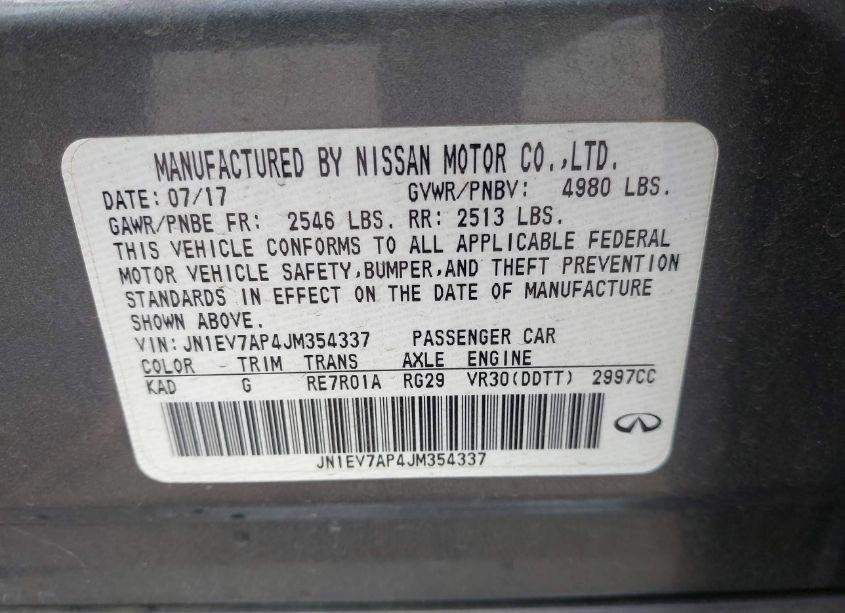 MANUFACTURED BY NISSAN MOTOR CO.,LTD.
DATE: 07/17 GVWR/PNBV: 4980 LBS.
GAWR/PNBE FR: 2546 LBS. RR: 2513 LBS.
THIS VEHICLE CONFORMS TO ALL APPLICABLE FEDERAL
MOTOR VEHICLE SAFETY,BUMPER,AND THEFT PREVENTION
STANDARDS IN EFFECT ON THE DATE OF MANUFACTURE
SHOWN ABOVE.
VIN: JN1EV7AP4JM354337 PASSENGER CAR
COLOR TRIM TRANS AXLE ENGINE
KAD G RE7R01A RG29 VR30(DDTT) 2997CC
JN1EV7AP4JM354337